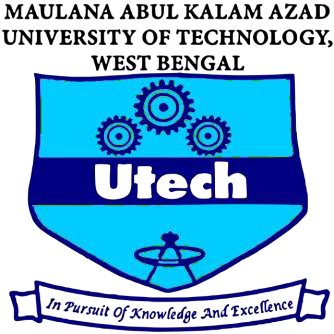 MAULANA ABUL KALAM AZAD
UNIVERSITY OF TECHNOLOGY,
WEST BENGAL
Utech
In Pursuit Of Knowledge And Excellence